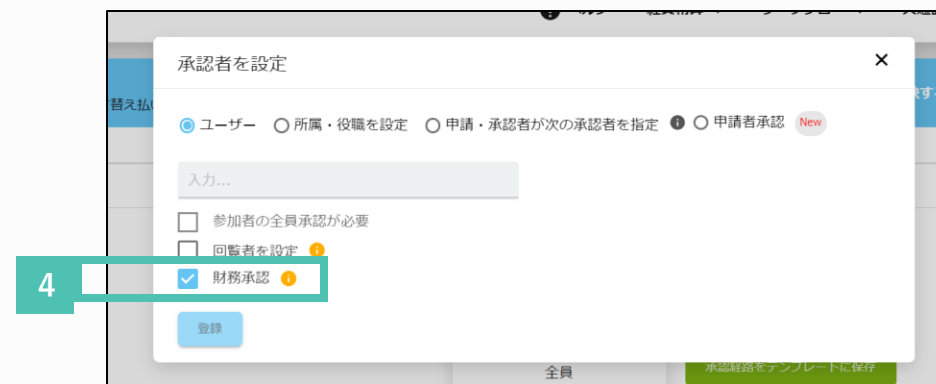 承認者を設定
ユーザー 所属・役職を設定 申請・承認者が次の承認者を指定 申請者承認 New
入力...
参加者の全員承認が必要
回覧者を設定
4 財務承認
登録
全員 承認経路をテンプレートに保存